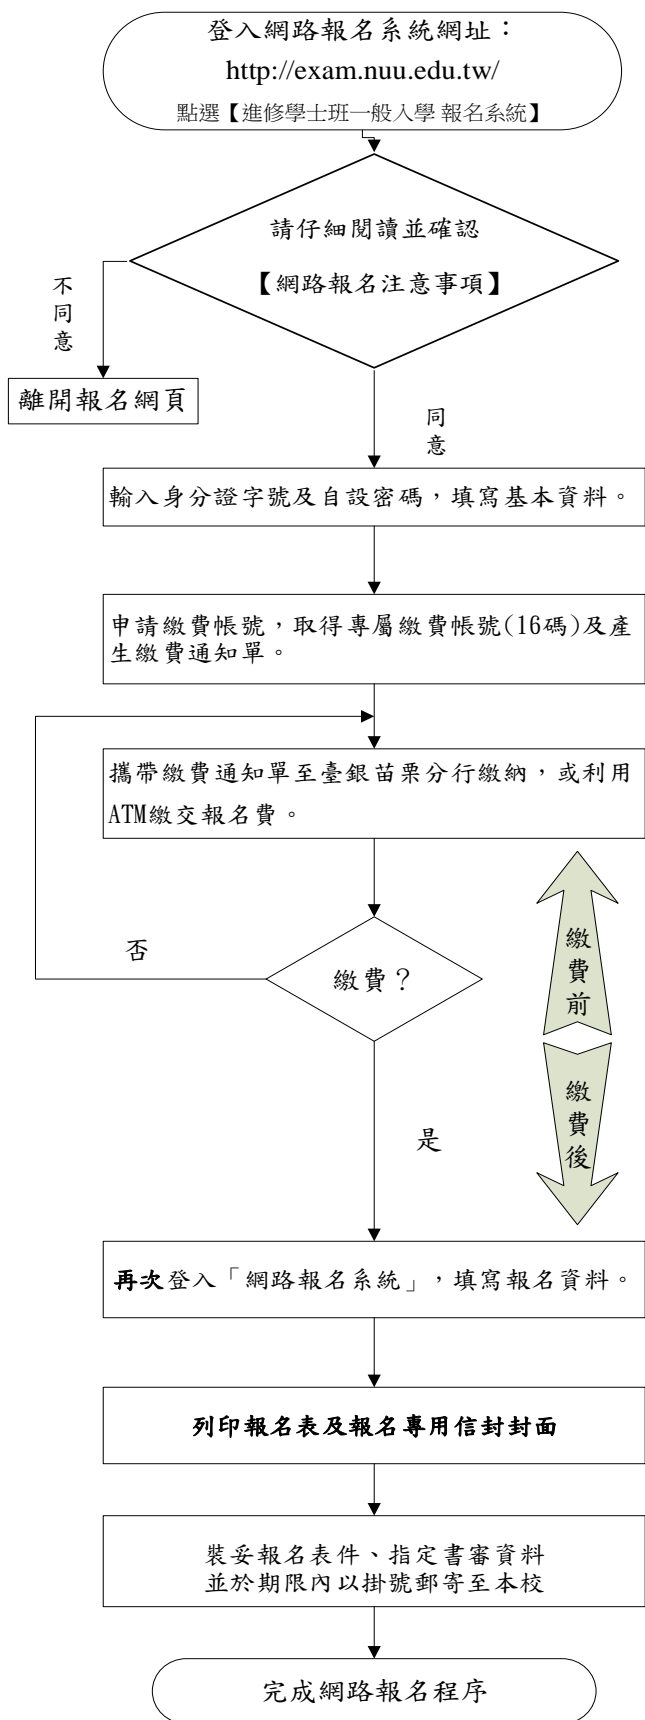 登入網路報名系統網址：
http://exam.nuu.edu.tw/
點選【進修學士班一般入學 報名系統】
請仔細閱讀並確認
【網路報名注意事項】
不同意
離開報名網頁
同意
輸入身分證字號及自設密碼，填寫基本資料。
申請繳費帳號，取得專屬繳費帳號(16碼)及產
生繳費通知單。
攜帶繳費通知單至臺銀苗栗分行繳納，或利用
ATM繳交報名費。
繳費前
否
繳費？
繳費後
是
再次登入「網路報名系統」，填寫報名資料。
列印報名表及報名專用信封封面
裝妥報名表件、指定書審資料
並於期限內以掛號郵寄至本校
完成網路報名程序